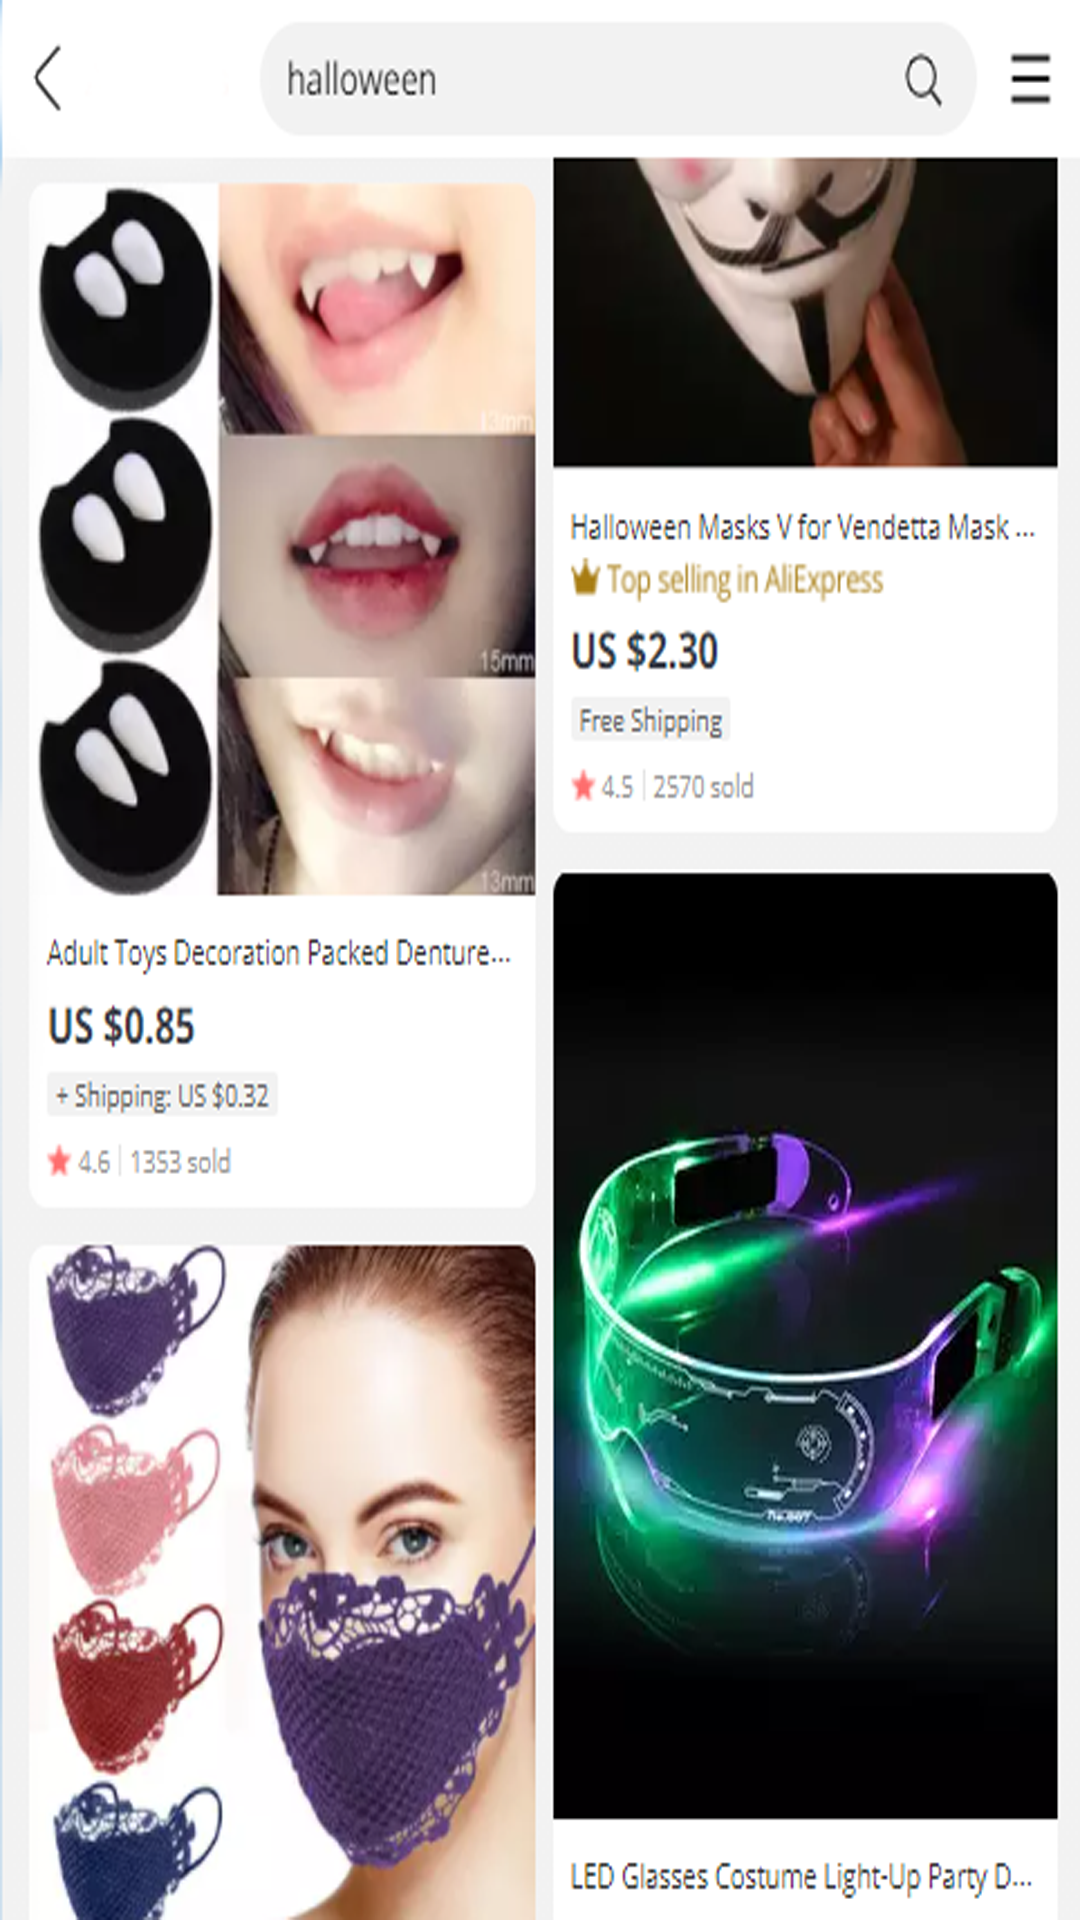 halloween
13mm
15mm
13mm
Adult Toys Decoration Packed Denture...
US $0.85
+ Shipping: US $0.32
4.6 | 1353 sold
Halloween Masks V for Vendetta Mask ...
Top selling in AliExpress
US $2.30
Free Shipping
4.5 | 2570 sold
LED Glasses Costume Light-Up Party D...